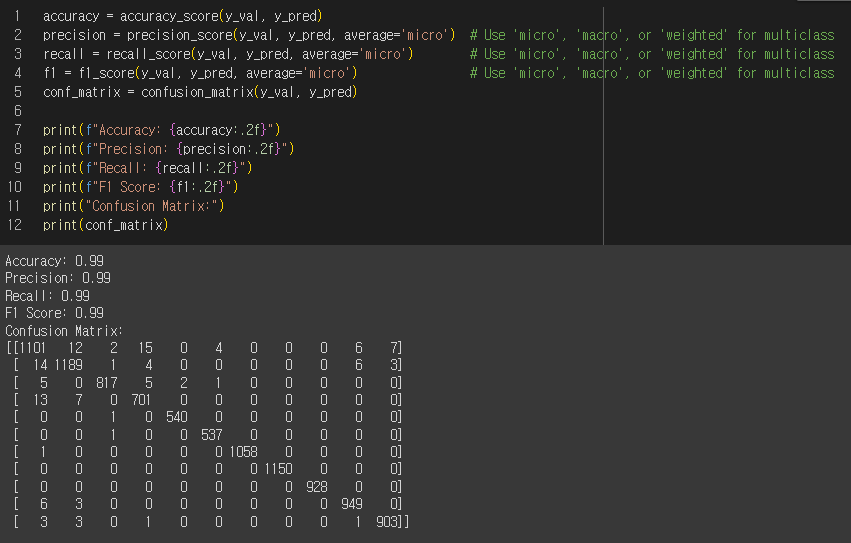 1 accuracy = accuracy_score(y_val, y_pred)
2 precision = precision_score(y_val, y_pred, average='micro')  # Use 'micro', 'macro', or 'weighted' for multiclass
3 recall = recall_score(y_val, y_pred, average='micro')        # Use 'micro', 'macro', or 'weighted' for multiclass
4 f1 = f1_score(y_val, y_pred, average='micro')                # Use 'micro', 'macro', or 'weighted' for multiclass
5 conf_matrix = confusion_matrix(y_val, y_pred)
6
7 print(f"Accuracy: {accuracy:.2f}")
8 print(f"Precision: {precision:.2f}")
9 print(f"Recall: {recall:.2f}")
10 print(f"F1 Score: {f1:.2f}")
11 print("Confusion Matrix:")
12 print(conf_matrix)
Accuracy: 0.99
Precision: 0.99
Recall: 0.99
F1 Score: 0.99
Confusion Matrix:
[[1101   12    2   15    0    4    0    0    0    6    7]
 [  14 1189    1    4    0    0    0    0    0    6    3]
 [   5    0  817    5    2    1    0    0    0    0    0]
 [  13    7    0  701    0    0    0    0    0    0    0]
 [   0    0    1    0  540    0    0    0    0    0    0]
 [   0    0    1    0    0  537    0    0    0    0    0]
 [   1    0    0    0    0    0 1058    0    0    0    0]
 [   0    0    0    0    0    0    0 1150    0    0    0]
 [   0    0    0    0    0    0    0    0  928    0    0]
 [   6    3    0    0    0    0    0    0    0  949    0]
 [   3    3    0    1    0    0    0    0    0    1  903]]